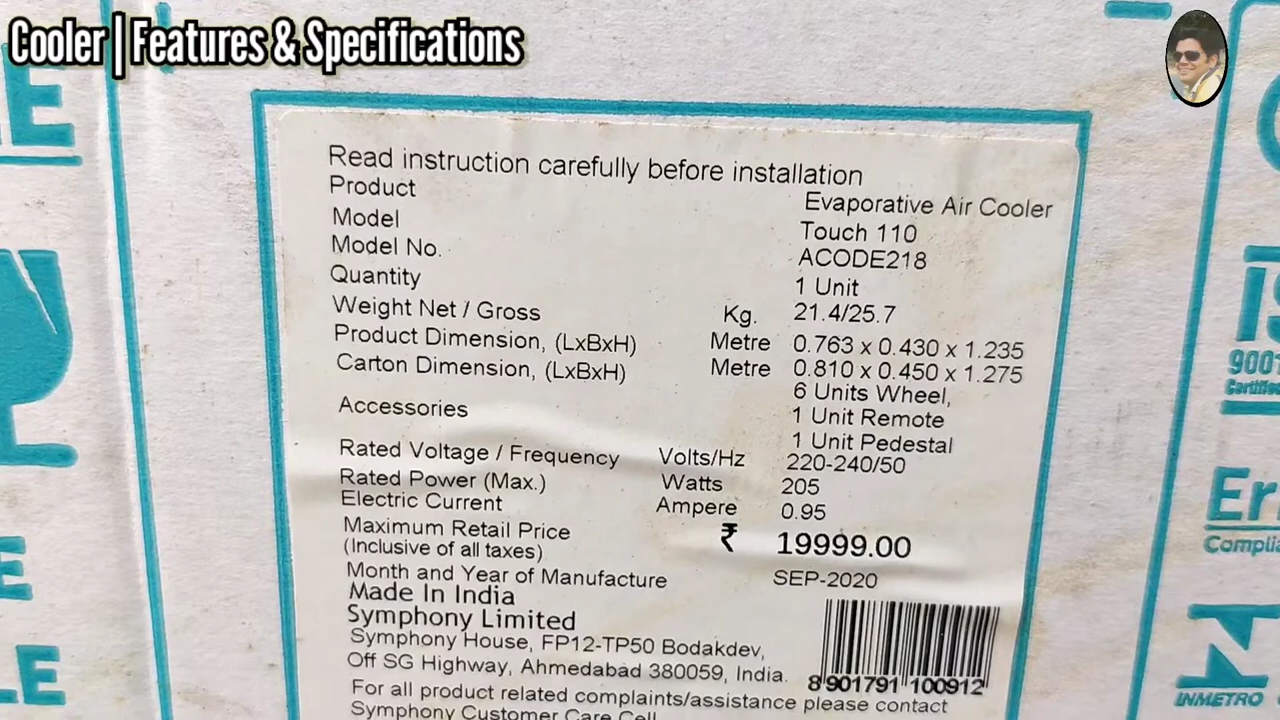 Cooler | Features & Specifications
Read instruction carefully before installation
Product Evaporative Air Cooler
Model Touch 110
Model No. ACODE218
Quantity 1 Unit
Weight Net / Gross Kg. 21.4/25.7
Product Dimension, (LxBxH) Metre 0.763 x 0.430 x 1.235
Carton Dimension, (LxBxH) Metre 0.810 x 0.450 x 1.275
Accessories 6 Units Wheel,
1 Unit Remote
1 Unit Pedestal
Rated Voltage / Frequency Volts/Hz 220-240/50
Rated Power (Max.) Watts 205
Electric Current Ampere 0.95
Maximum Retail Price ₹ 19999.00
(Inclusive of all taxes)
Month and Year of Manufacture SEP-2020
Made In India
Symphony Limited
Symphony House, FP12-TP50 Bodakdev,
Off SG Highway, Ahmedabad 380059, India.
8 901791 100912
For all product related complaints/assistance please contact
Symphony Customer Care Cell
INMETRO